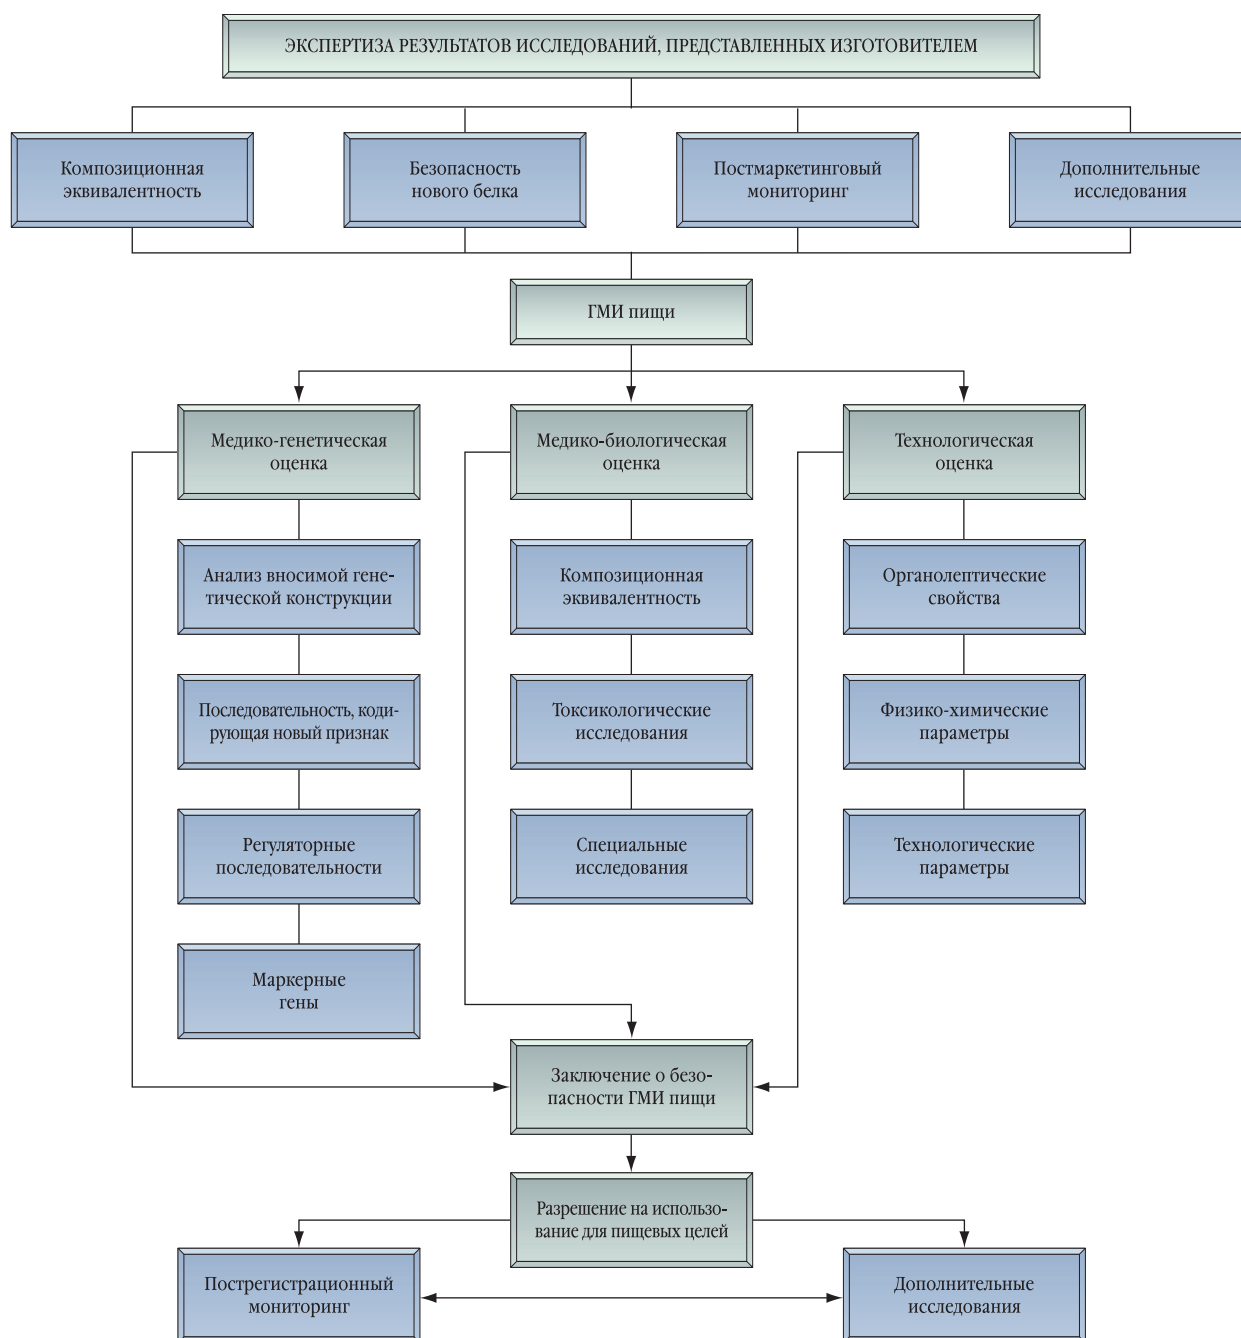 ЭКСПЕРТИЗА РЕЗУЛЬТАТОВ ИССЛЕДОВАНИЙ, ПРЕДСТАВЛЕННЫХ ИЗГОТОВИТЕЛЕМ
Композиционная
эквивалентность
Безопасность
нового белка
Постмаркетинговый
мониторинг
Дополнительные
исследования
ГМИ пищи
Медико-генетическая
оценка
Медико-биологическая
оценка
Технологическая
оценка
Анализ вносимой гене-
тической конструкции
Композиционная
эквивалентность
Органолептические
свойства
Последовательность, коди-
рующая новый признак
Токсикологические
исследования
Физико-химические
параметры
Регуляторные
последовательности
Специальные
исследования
Технологические
параметры
Маркерные
гены
Заключение о безо-
пасности ГМИ пищи
Разрешение на использо-
вание для пищевых целей
Пострегистрационный
мониторинг
Дополнительные
исследования